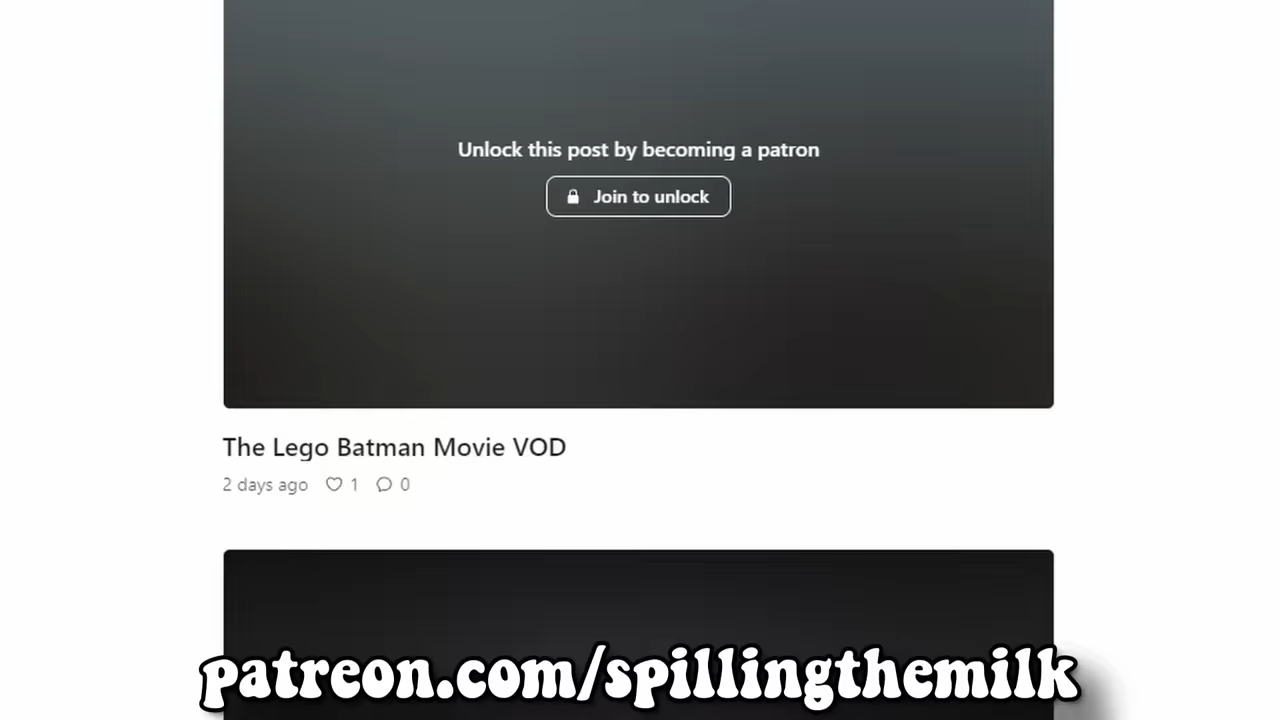 Unlock this post by becoming a patron
Join to unlock
The Lego Batman Movie VOD
2 days ago 1 0
patreon.com/spillingthemilk